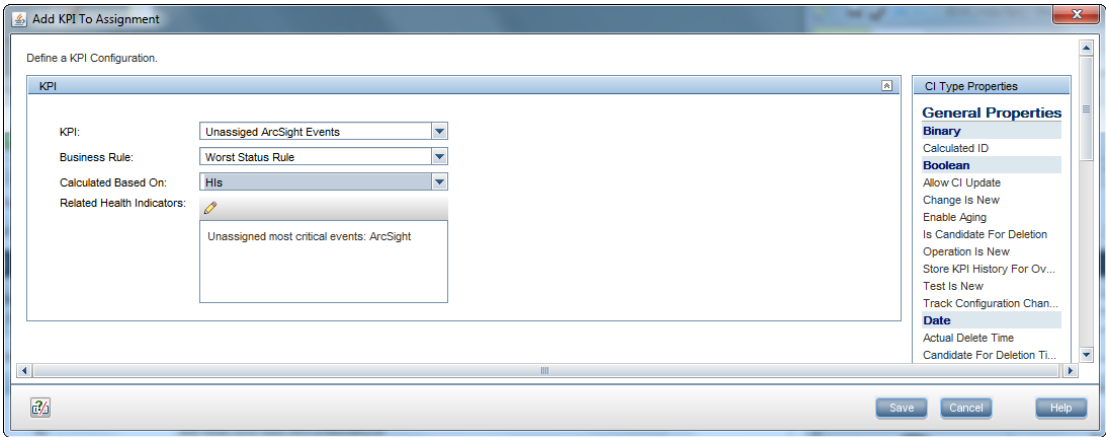 Add KPI To Assignment
Define a KPI Configuration.
KPI
KPI: Unassiged ArcSight Events
Business Rule: Worst Status Rule
Calculated Based On: HIs
Related Health Indicators:
Unassigned most critical events: ArcSight
CI Type Properties
General Properties
Binary
Calculated ID
Boolean
Allow CI Update
Change Is New
Enable Aging
Is Candidate For Deletion
Operation Is New
Store KPI History For Ov...
Test Is New
Track Configuration Chan...
Date
Actual Delete Time
Candidate For Deletion Ti...
Save Cancel Help